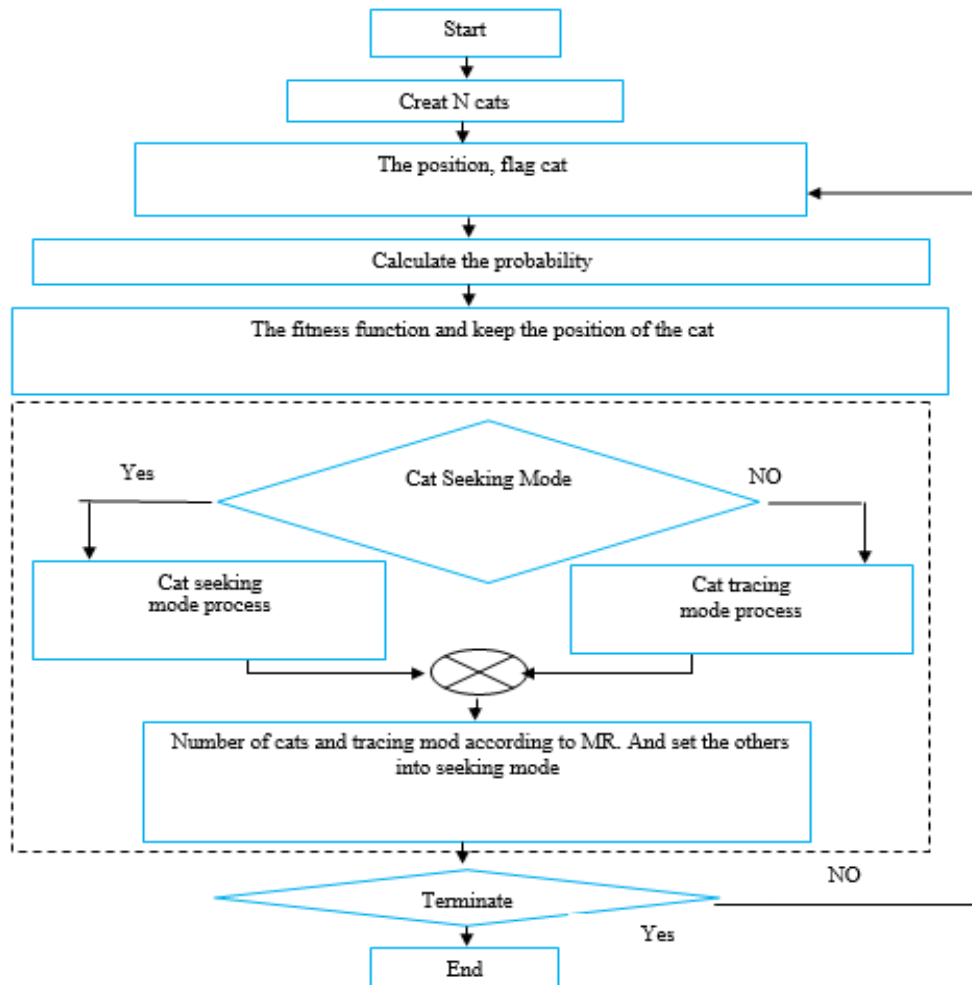 Start
Creat N cats
The position, flag cat
Calculate the probability
The fitness function and keep the position of the cat
Yes
Cat Seeking Mode
NO
Cat seeking
mode process
Cat tracing
mode process
Number of cats and tracing mod according to MR. And set the others
into seeking mode
Terminate
NO
Yes
End